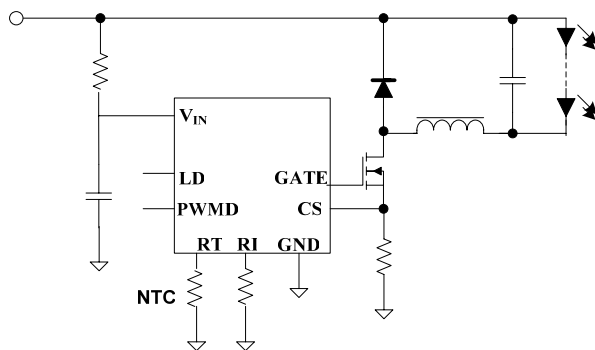 V_IN
LD
GATE
PWMD
CS
RT RI GND
NTC